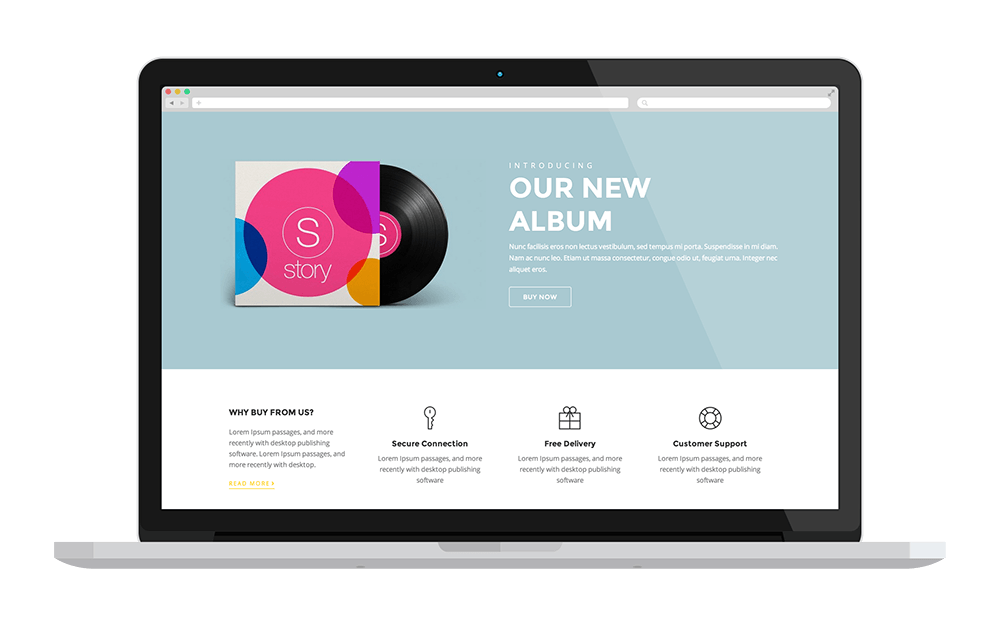 INTRODUCING
OUR NEW
ALBUM
Nunc facilisis eros non lectus vestibulum, sed tempus mi porta. Suspendisse in mi diam.
Nam ac nunc leo. Etiam ut massa consectetur, congue odio ut, feugiat urna. Integer nec
aliquet eros.
BUY NOW
S
story
S
WHY BUY FROM US?
Lorem Ipsum passages, and more
recently with desktop publishing
software. Lorem Ipsum passages, and
more recently with desktop.
READ MORE
Secure Connection
Lorem Ipsum passages, and more
recently with desktop publishing
software
Free Delivery
Lorem Ipsum passages, and more
recently with desktop publishing
software
Customer Support
Lorem Ipsum passages, and more
recently with desktop publishing
software